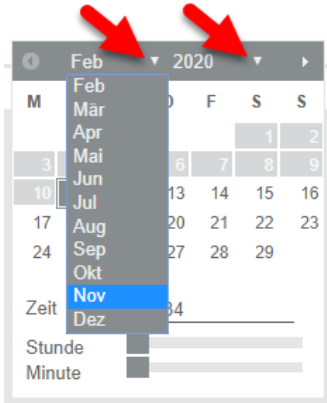 Feb 2020
M D F S S
Feb
Mär
Apr
Mai
Jun
Jul
Aug
Sep
Okt
Nov
Dez
1 2
3 6 7 8 9
10 13 14 15 16
17 20 21 22 23
24 27 28 29
Zeit 34
Stunde
Minute